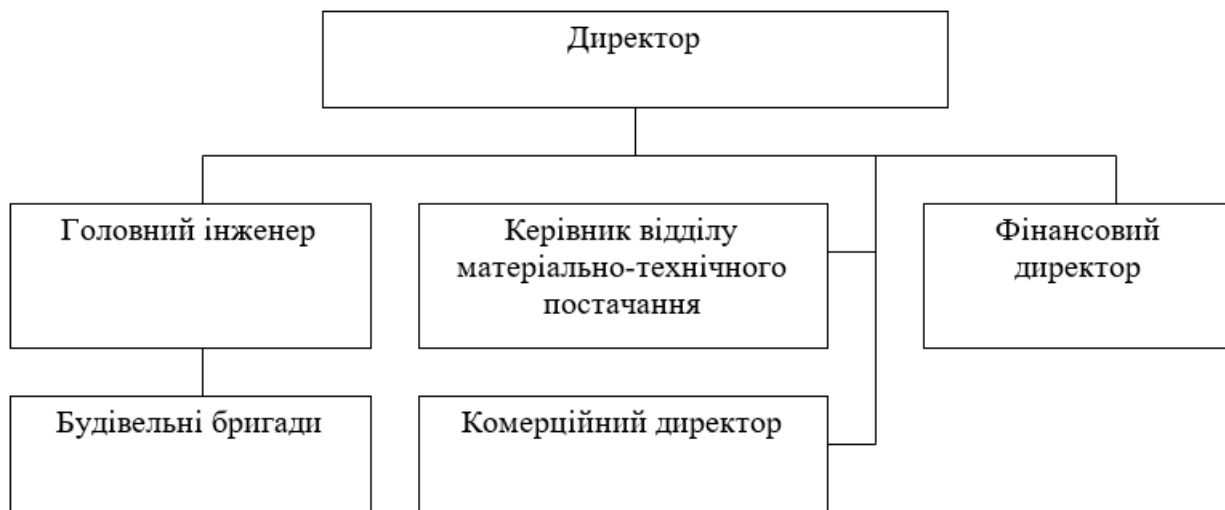 Директор
Головний інженер
Керівник відділу
матеріально-технічного
постачання
Фінансовий
директор
Будівельні бригади
Комерційний директор